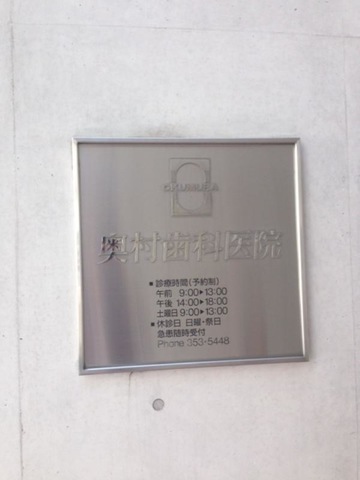 OKUMURA
奥村歯科医院
■ 診療時間(予約制)
午前 9:00▶13:00
午後 14:00▶18:00
土曜日 9:00▶13:00
■ 休診日 日曜・祭日
急患随時受付
Phone 353-5448